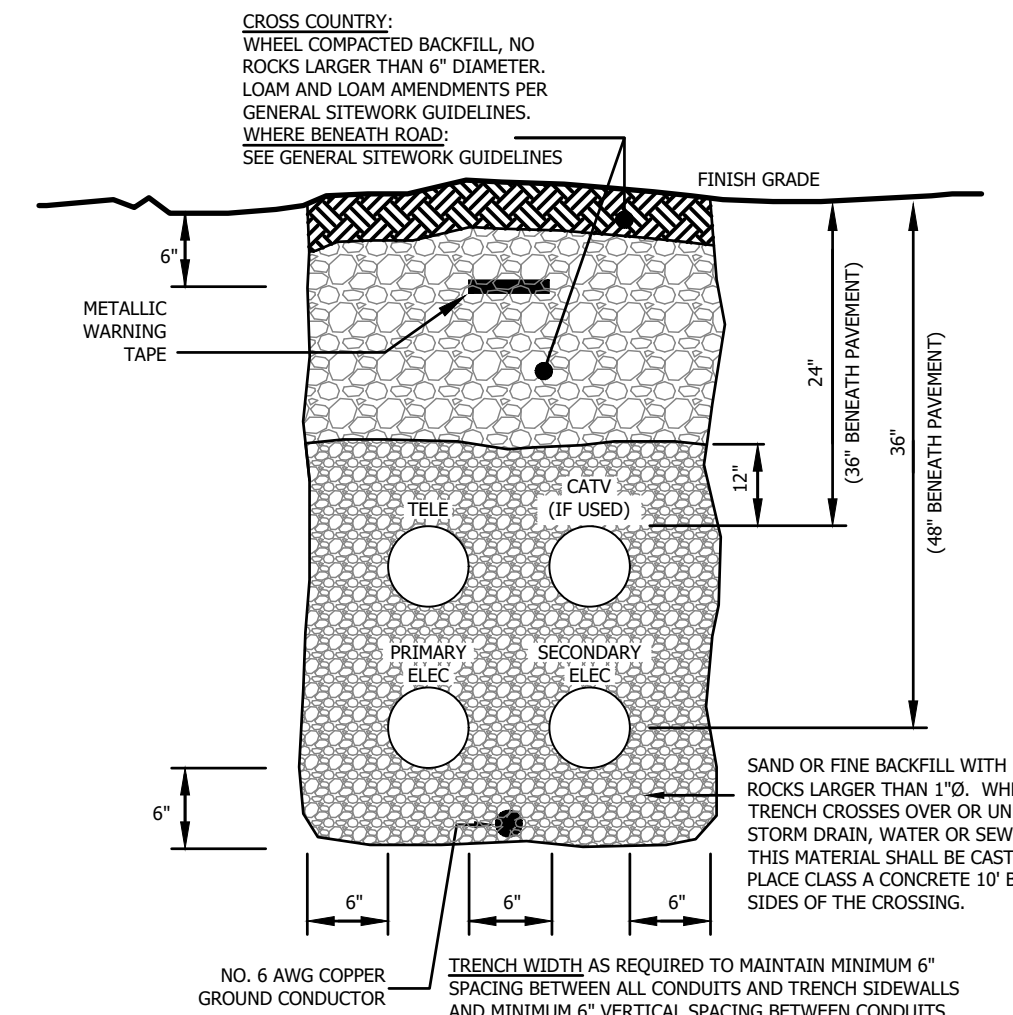 CROSS COUNTRY:
WHEEL COMPACTED BACKFILL, NO
ROCKS LARGER THAN 6" DIAMETER.
LOAM AND LOAM AMENDMENTS PER
GENERAL SITEWORK GUIDELINES.
WHERE BENEATH ROAD:
SEE GENERAL SITEWORK GUIDELINES
FINISH GRADE
6"
METALLIC
WARNING
TAPE
24"
(36" BENEATH PAVEMENT)
36"
(48" BENEATH PAVEMENT)
12"
TELE
CATV
(IF USED)
PRIMARY
ELEC
SECONDARY
ELEC
SAND OR FINE BACKFILL WITH
ROCKS LARGER THAN 1"Ø.
TRENCH CROSSES OVER OR
STORM DRAIN, WATER OR
THIS MATERIAL SHALL BE CAST
PLACE CLASS A CONCRETE 10'
SIDES OF THE CROSSING.
6"
6"
6"
6"
NO. 6 AWG COPPER
GROUND CONDUCTOR
TRENCH WIDTH AS REQUIRED TO MAINTAIN MINIMUM 6"
SPACING BETWEEN ALL CONDUITS AND TRENCH SIDEWALLS
AND MINIMUM 6" VERTICAL SPACING BETWEEN CONDUITS